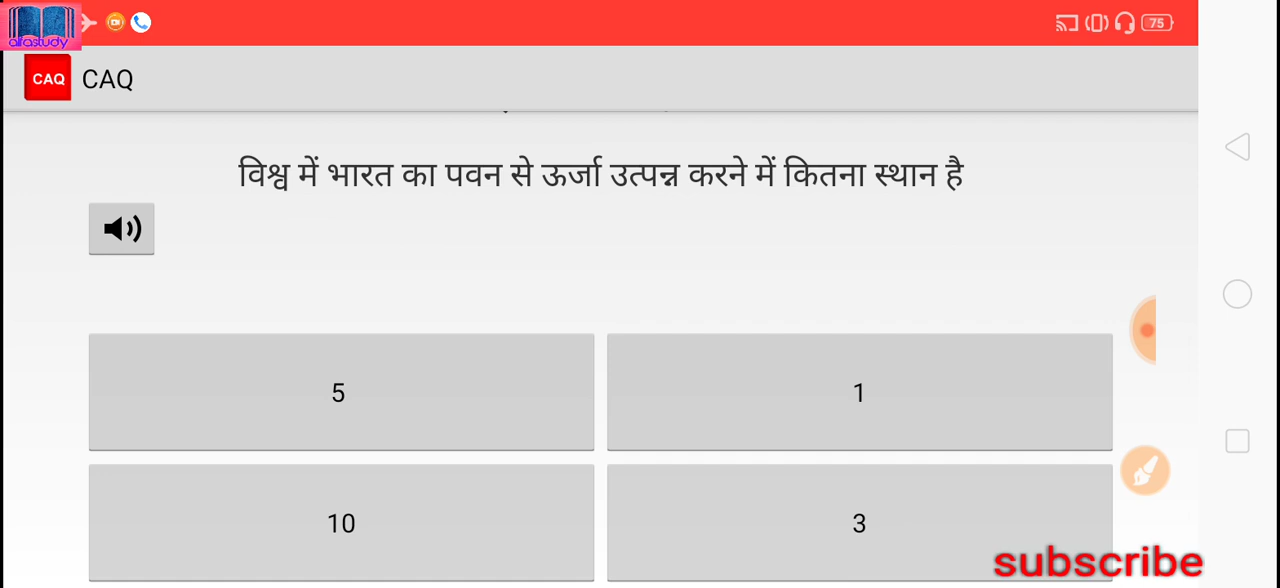 alfastudy
75
CAQ CAQ
विश्व में भारत का पवन से ऊर्जा उत्पन्न करने में कितना स्थान है
5
1
10
3
subscribe